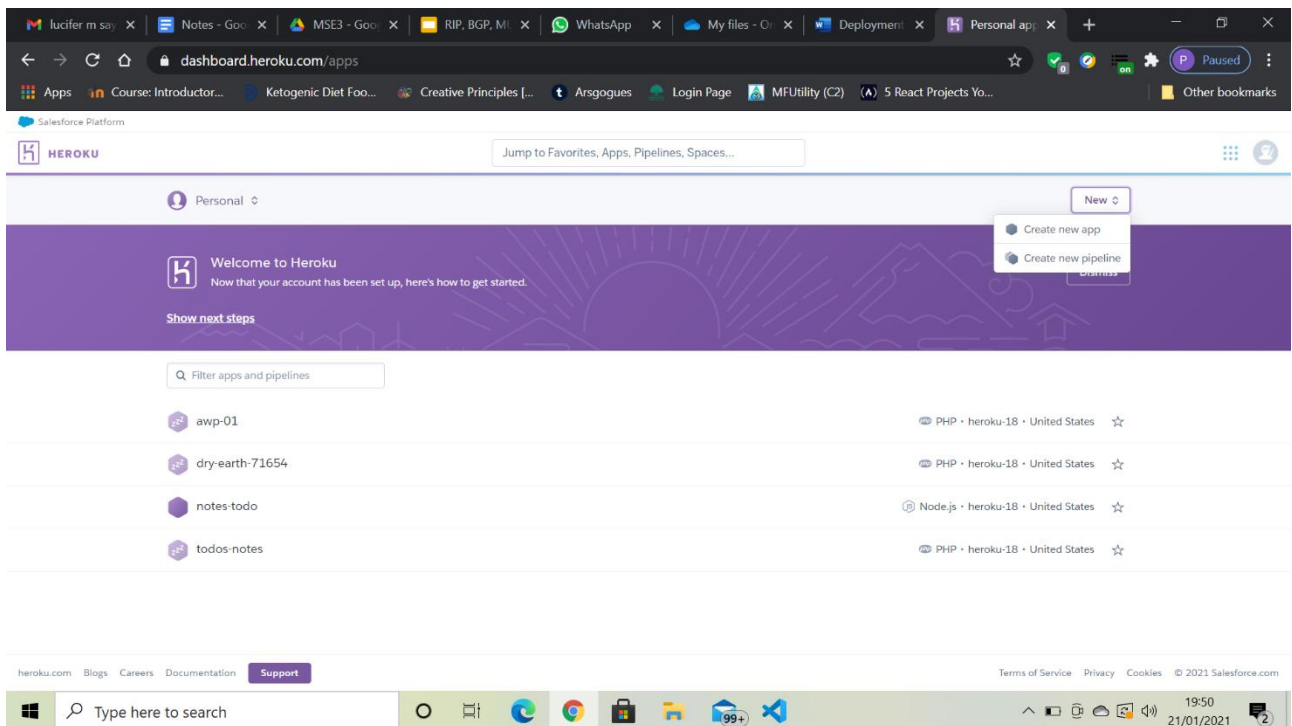 lucifer m say
Notes - Goo
MSE3 - Goo
RIP, BGP, MU
WhatsApp
My files - On
Deployment
Personal app
dashboard.heroku.com/apps
0
on
P
Paused
Apps
Course: Introductor...
Ketogenic Diet Foo...
Creative Principles [...
Arsgogues
Login Page
MFUtility (C2)
5 React Projects Yo...
Other bookmarks
Salesforce Platform
HEROKU
Jump to Favorites, Apps, Pipelines, Spaces...
Personal
New
Create new app
Create new pipeline
Dismiss
Welcome to Heroku
Now that your account has been set up, here's how to get started.
Show next steps
Filter apps and pipelines
awp-01
PHP • heroku-18 • United States
dry-earth-71654
PHP • heroku-18 • United States
notes-todo
Node.js • heroku-18 • United States
todos-notes
PHP • heroku-18 • United States
heroku.com Blogs Careers Documentation Support
Terms of Service Privacy Cookies © 2021 Salesforce.com
Type here to search
99+
19:50
21/01/2021
2